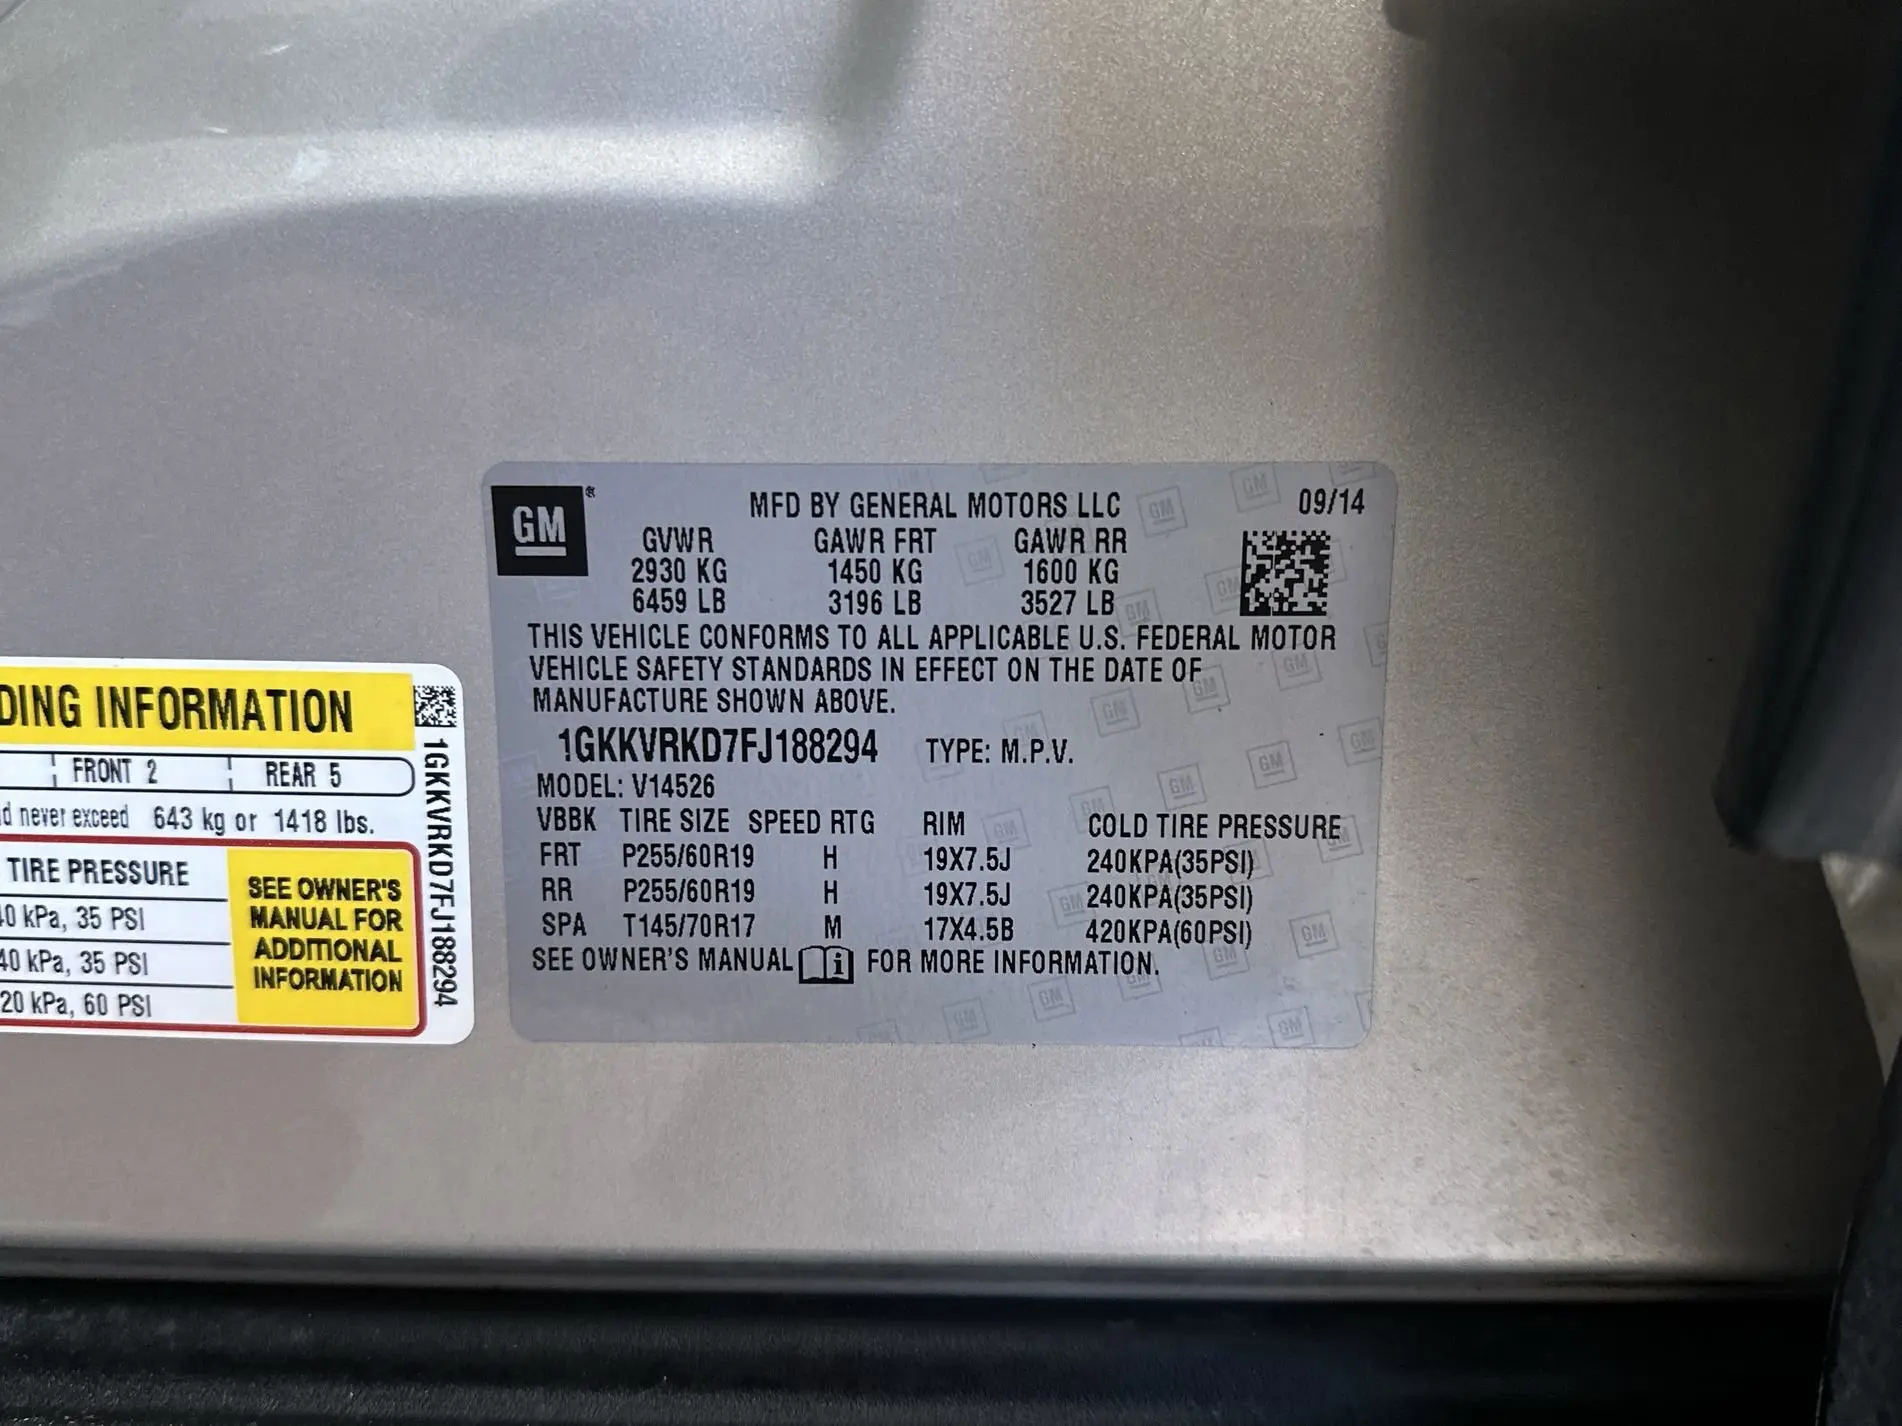 GM®
MFD BY GENERAL MOTORS LLC 09/14
GVWR GAWR FRT GAWR RR
2930 KG 1450 KG 1600 KG
6459 LB 3196 LB 3527 LB
THIS VEHICLE CONFORMS TO ALL APPLICABLE U.S. FEDERAL MOTOR
VEHICLE SAFETY STANDARDS IN EFFECT ON THE DATE OF
MANUFACTURE SHOWN ABOVE.
1GKKVRKD7FJ188294 TYPE: M.P.V.
MODEL: V14526
VBBK TIRE SIZE SPEED RTG RIM COLD TIRE PRESSURE
FRT P255/60R19 H 19X7.5J 240KPA(35PSI)
RR P255/60R19 H 19X7.5J 240KPA(35PSI)
SPA T145/70R17 M 17X4.5B 420KPA(60PSI)
SEE OWNER'S MANUAL i FOR MORE INFORMATION.
DING INFORMATION
FRONT 2 REAR 5
d never exceed 643 kg or 1418 lbs.
TIRE PRESSURE
40 kPa, 35 PSI
40 kPa, 35 PSI
20 kPa, 60 PSI
SEE OWNER'S
MANUAL FOR
ADDITIONAL
INFORMATION
1GKKVRKD7FJ188294